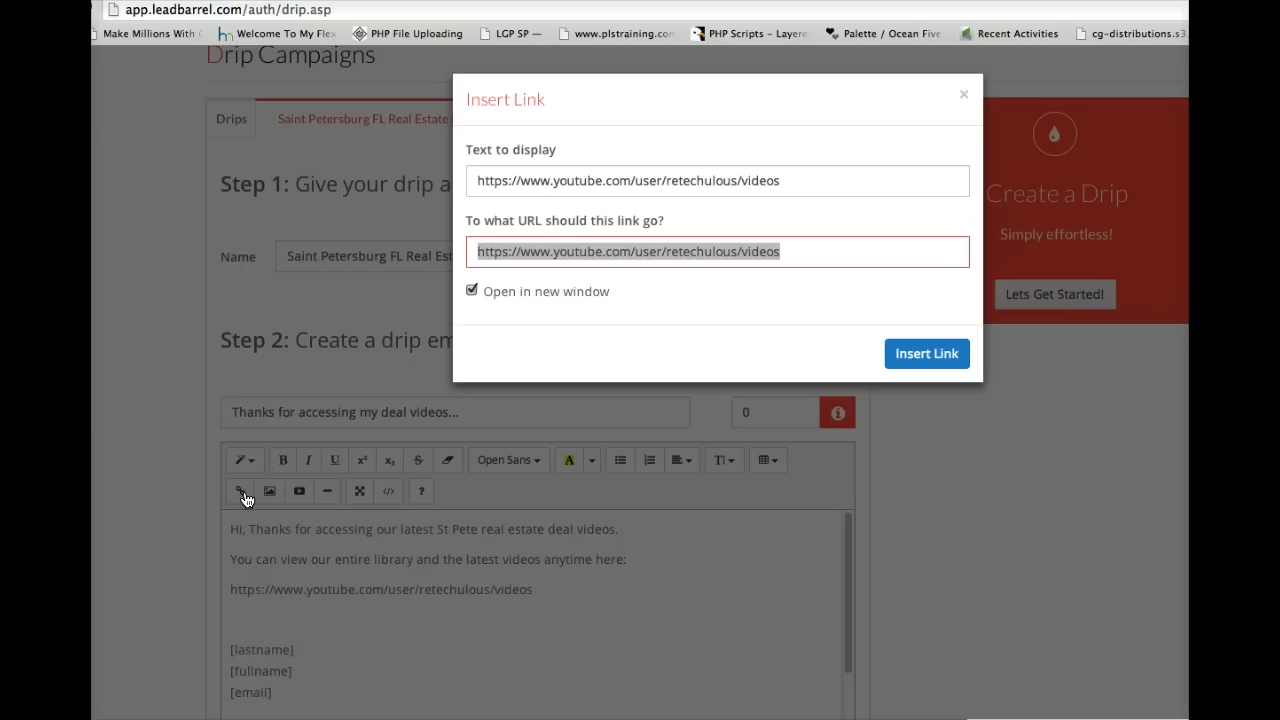 app.leadbarrel.com/auth/drip.asp
Make Millions With Welcome To My Flex PHP File Uploading LGP SP — www.plstraining.com PHP Scripts – Layere Palette / Ocean Five Recent Activities cg-distributions.s3.
Drip Campaigns
Insert Link ×
Drips Saint Petersburg FL Real Estate
Text to display
https://www.youtube.com/user/retechulous/videos
Step 1: Give your drip a
Create a Drip
To what URL should this link go?
Simply effortless!
Name Saint Petersburg FL Real Est
https://www.youtube.com/user/retechulous/videos
Open in new window
Lets Get Started!
Step 2: Create a drip em
Insert Link
Thanks for accessing my deal videos... 0
B I U x² x₂ S Open Sans A T
</> ?
Hi, Thanks for accessing our latest St Pete real estate deal videos.
You can view our entire library and the latest videos anytime here:
https://www.youtube.com/user/retechulous/videos
[lastname]
[fullname]
[email]